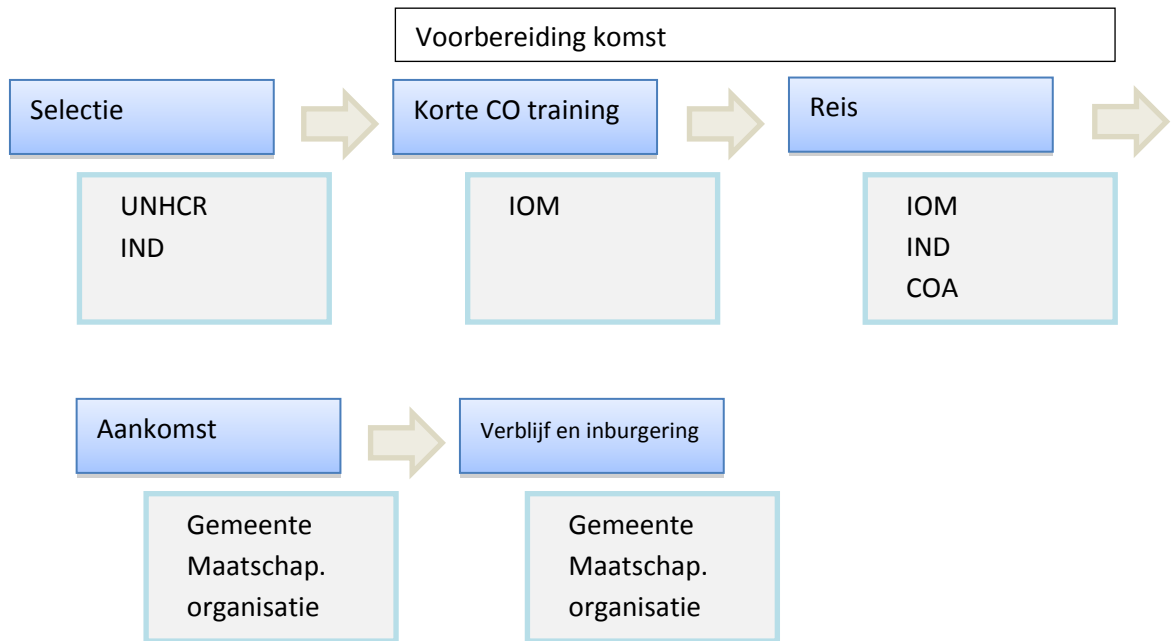 Voorbereiding komst
Selectie
Korte CO training
Reis
UNHCR
IND
IOM
IOM
IND
COA
Aankomst
Verblijf en inburgering
Gemeente
Maatschap.
organisatie
Gemeente
Maatschap.
organisatie